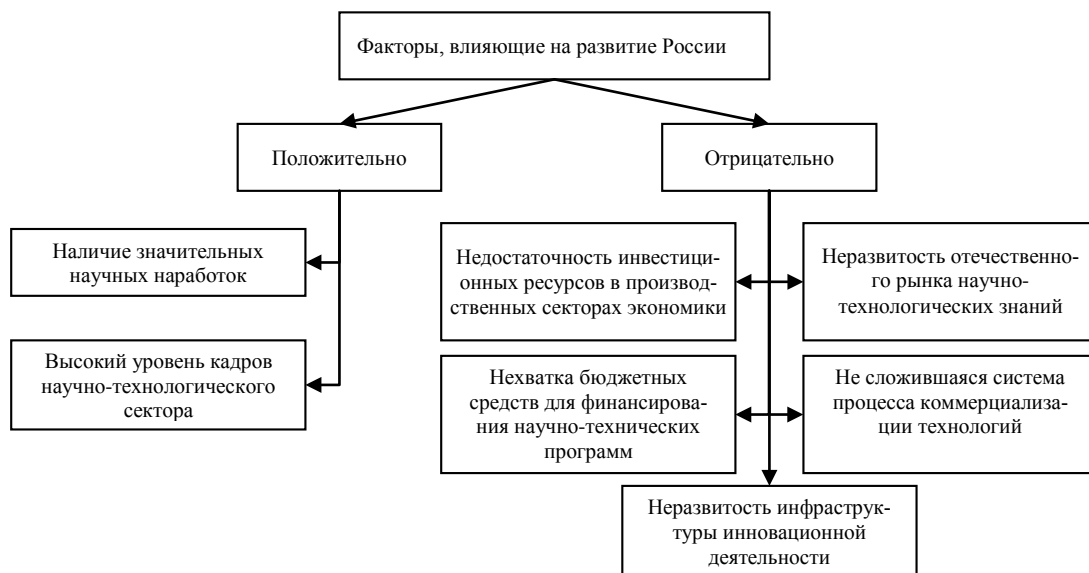 Факторы, влияющие на развитие России
Положительно
Отрицательно
Наличие значительных
научных наработок
Высокий уровень кадров
научно-технологического
сектора
Недостаточность инвестици-
онных ресурсов в производ-
ственных секторах экономики
Неразвитость отечественно-
го рынка научно-
технологических знаний
Нехватка бюджетных
средств для финансирова-
ния научно-технических
программ
Не сложившаяся система
процесса коммерциализа-
ции технологий
Неразвитость инфраструк-
туры инновационной
деятельности